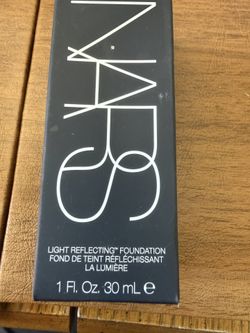 NARS
LIGHT REFLECTING™ FOUNDATION
FOND DE TEINT RÉFLÉCHISSANT
LA LUMIÈRE
1 Fl. Oz. 30 mL ℮